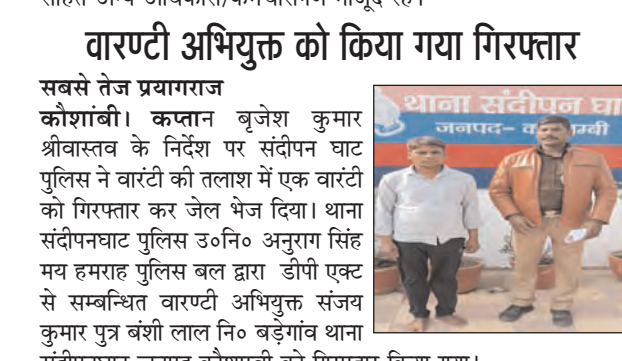 वारण्टी अभियुक्त को किया गया गिरफ्तार
सबसे तेज प्रयागराज
कौशांबी। कप्तान बृजेश कुमार
श्रीवास्तव के निर्देश पर संदीपन घाट
पुलिस ने वारंटी की तलाश में एक वारंटी
को गिरफ्तार कर जेल भेज दिया। थाना
संदीपनघाट पुलिस उ०नि० अनुराग सिंह
मय हमराह पुलिस बल द्वारा डीपी एक्ट
से सम्बन्धित वारण्टी अभियुक्त संजय
कुमार पुत्र बंशी लाल नि० बड़ेगांव थाना
थाना संदीपन घा
जनपद-